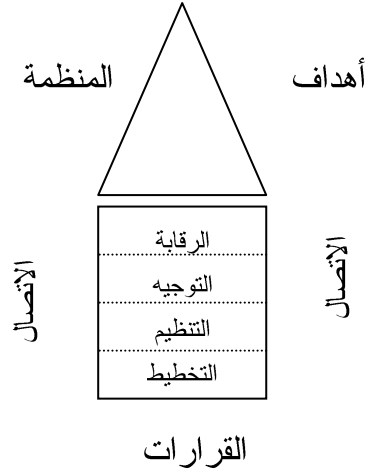 أهداف المنظمة
الرقابة
التوجيه
التنظيم
التخطيط
الاتصال
الاتصال
القرارات